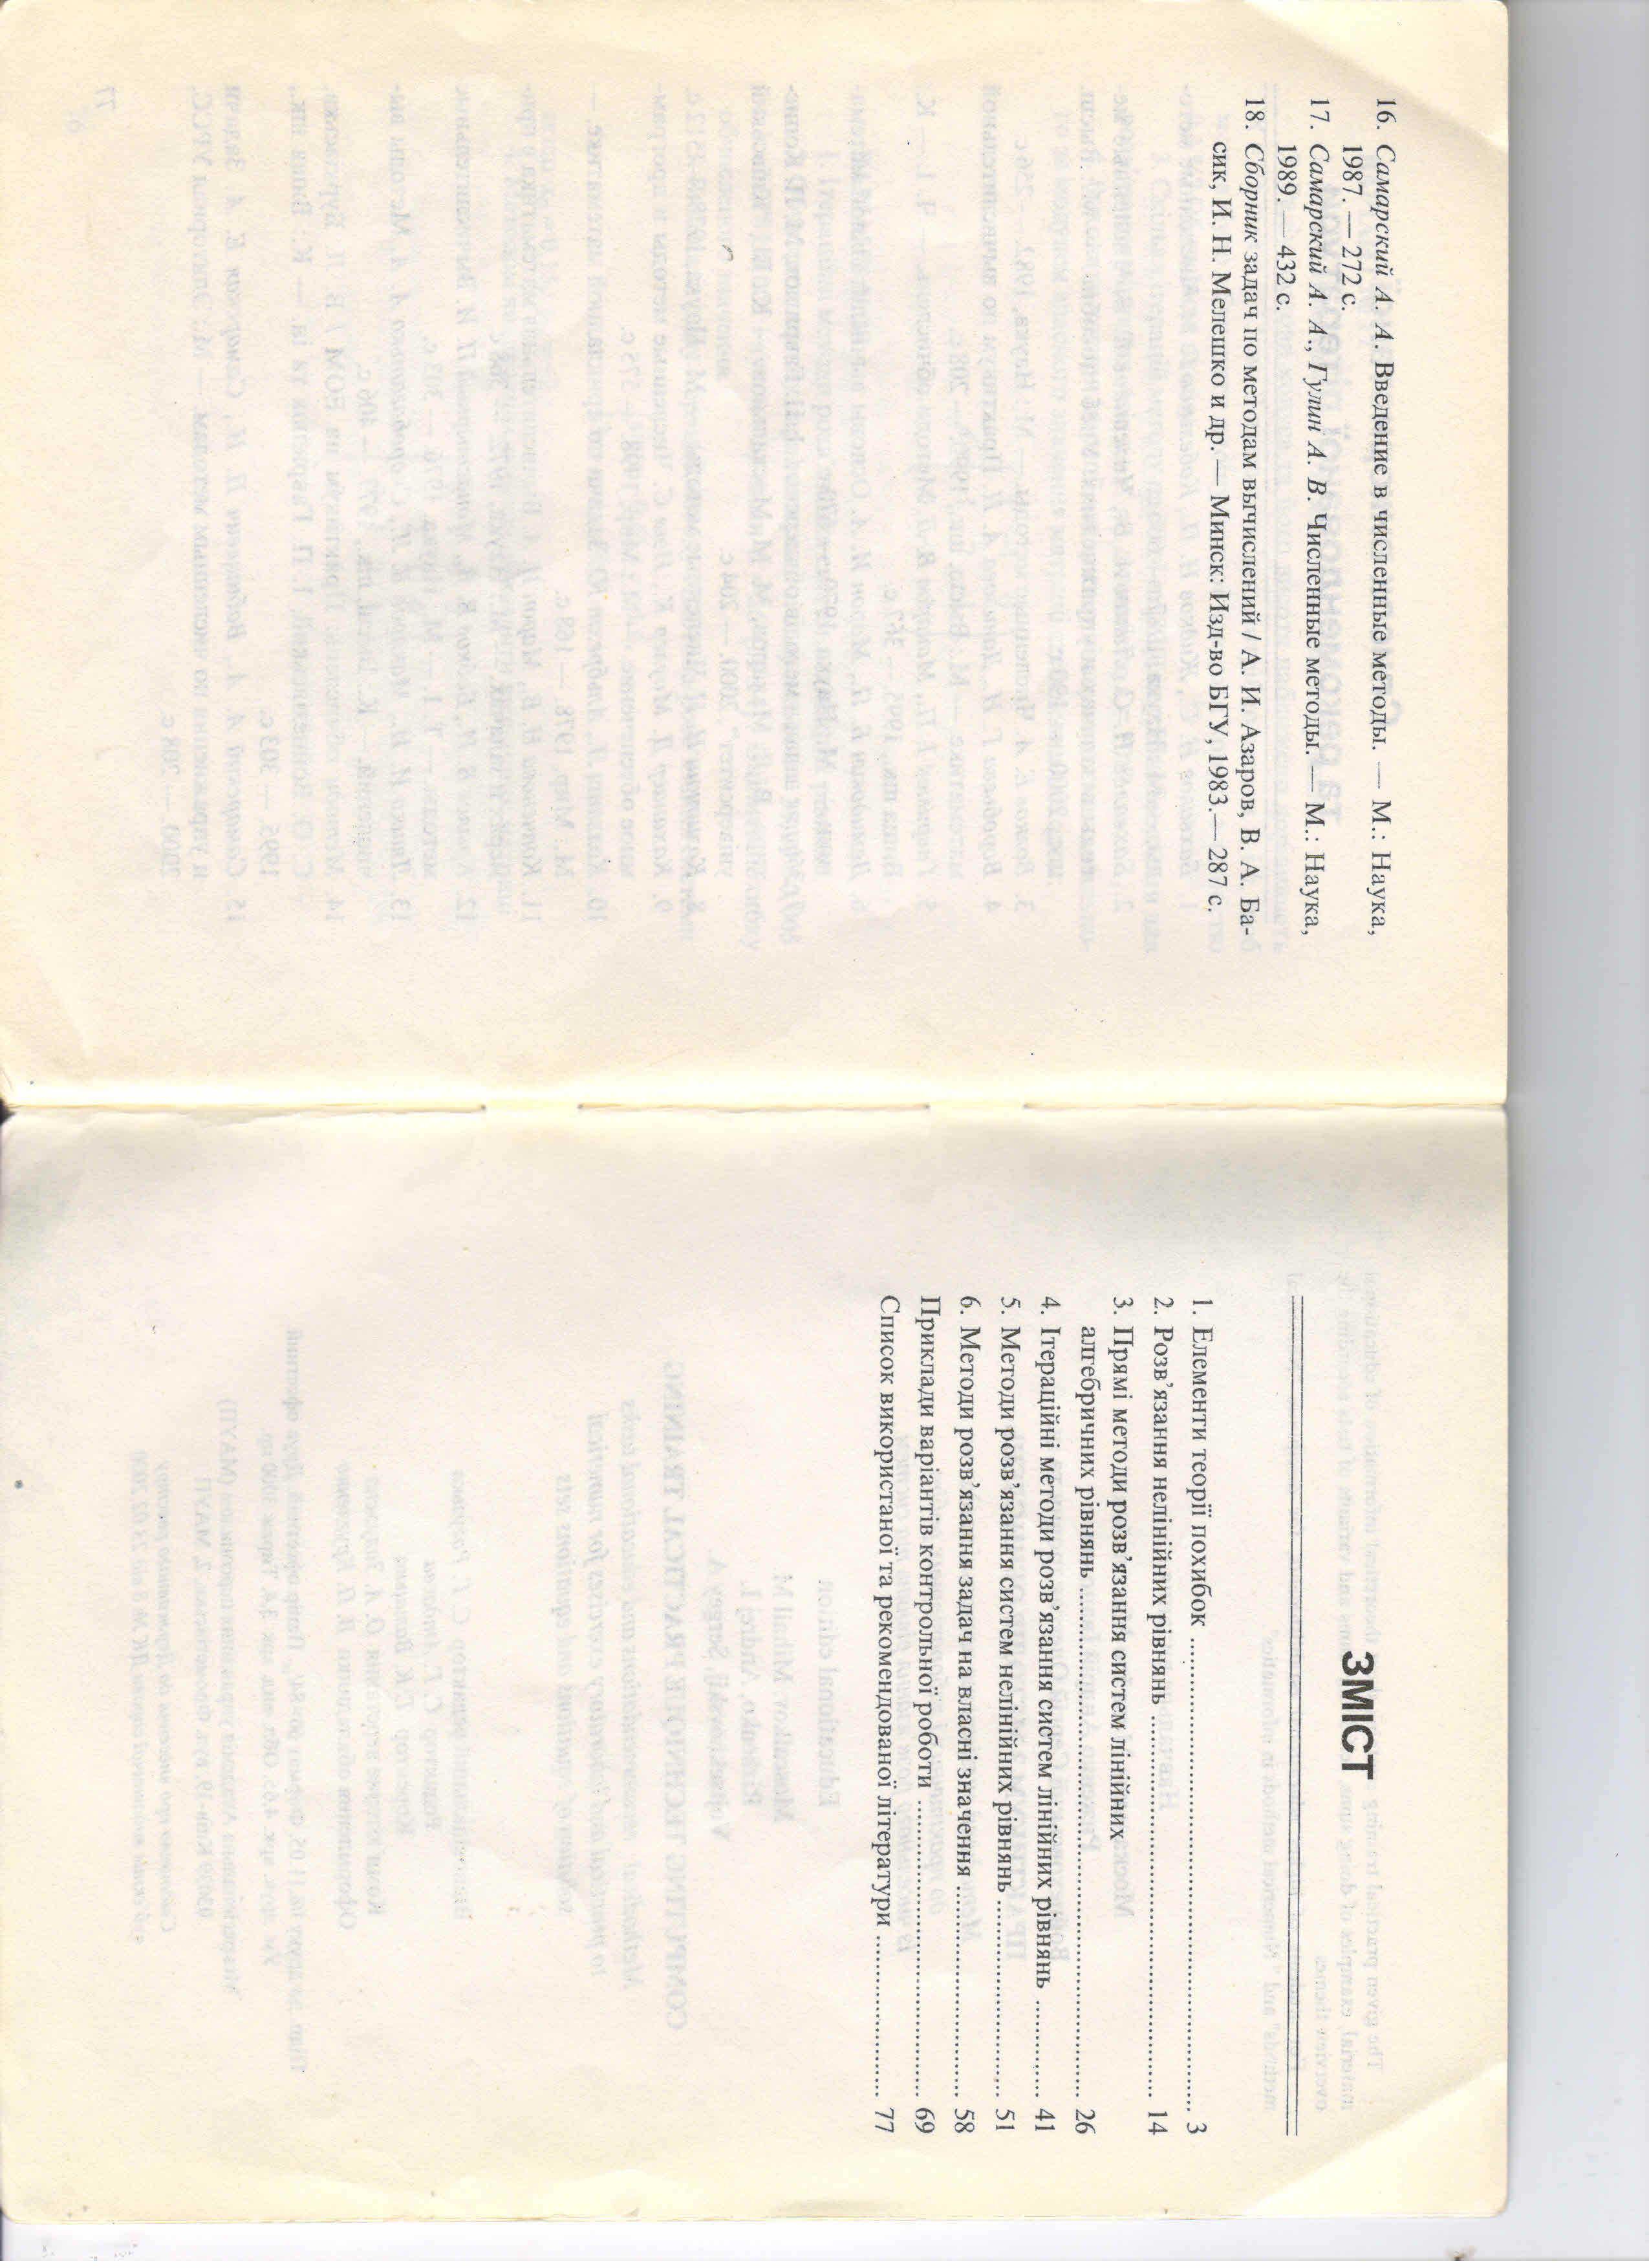 16. Самарский А. А. Введение в численные методы. — М.: Наука,
1987. — 272 с.
17. Самарский А. А., Гулин А. В. Численные методы. — М.: Наука,
1989. — 432 с.
18. Сборник задач по методам вычислений / А. И. Азаров, В. А. Ба-
сик, И. Н. Мелешко и др. — Минск: Изд-во БГУ, 1983.— 287 с.
ЗМІСТ
1. Елементи теорії похибок .......... 3
2. Розв’язання нелінійних рівнянь .......... 14
3. Прямі методи розв’язання систем лінійних
алгебричних рівнянь .......... 26
4. Ітераційні методи розв’язання систем лінійних рівнянь .......... 41
5. Методи розв’язання систем нелінійних рівнянь .......... 51
6. Методи розв’язання задач на власні значення .......... 58
Приклади варіантів контрольної роботи .......... 69
Список використаної та рекомендованої літератури .......... 77